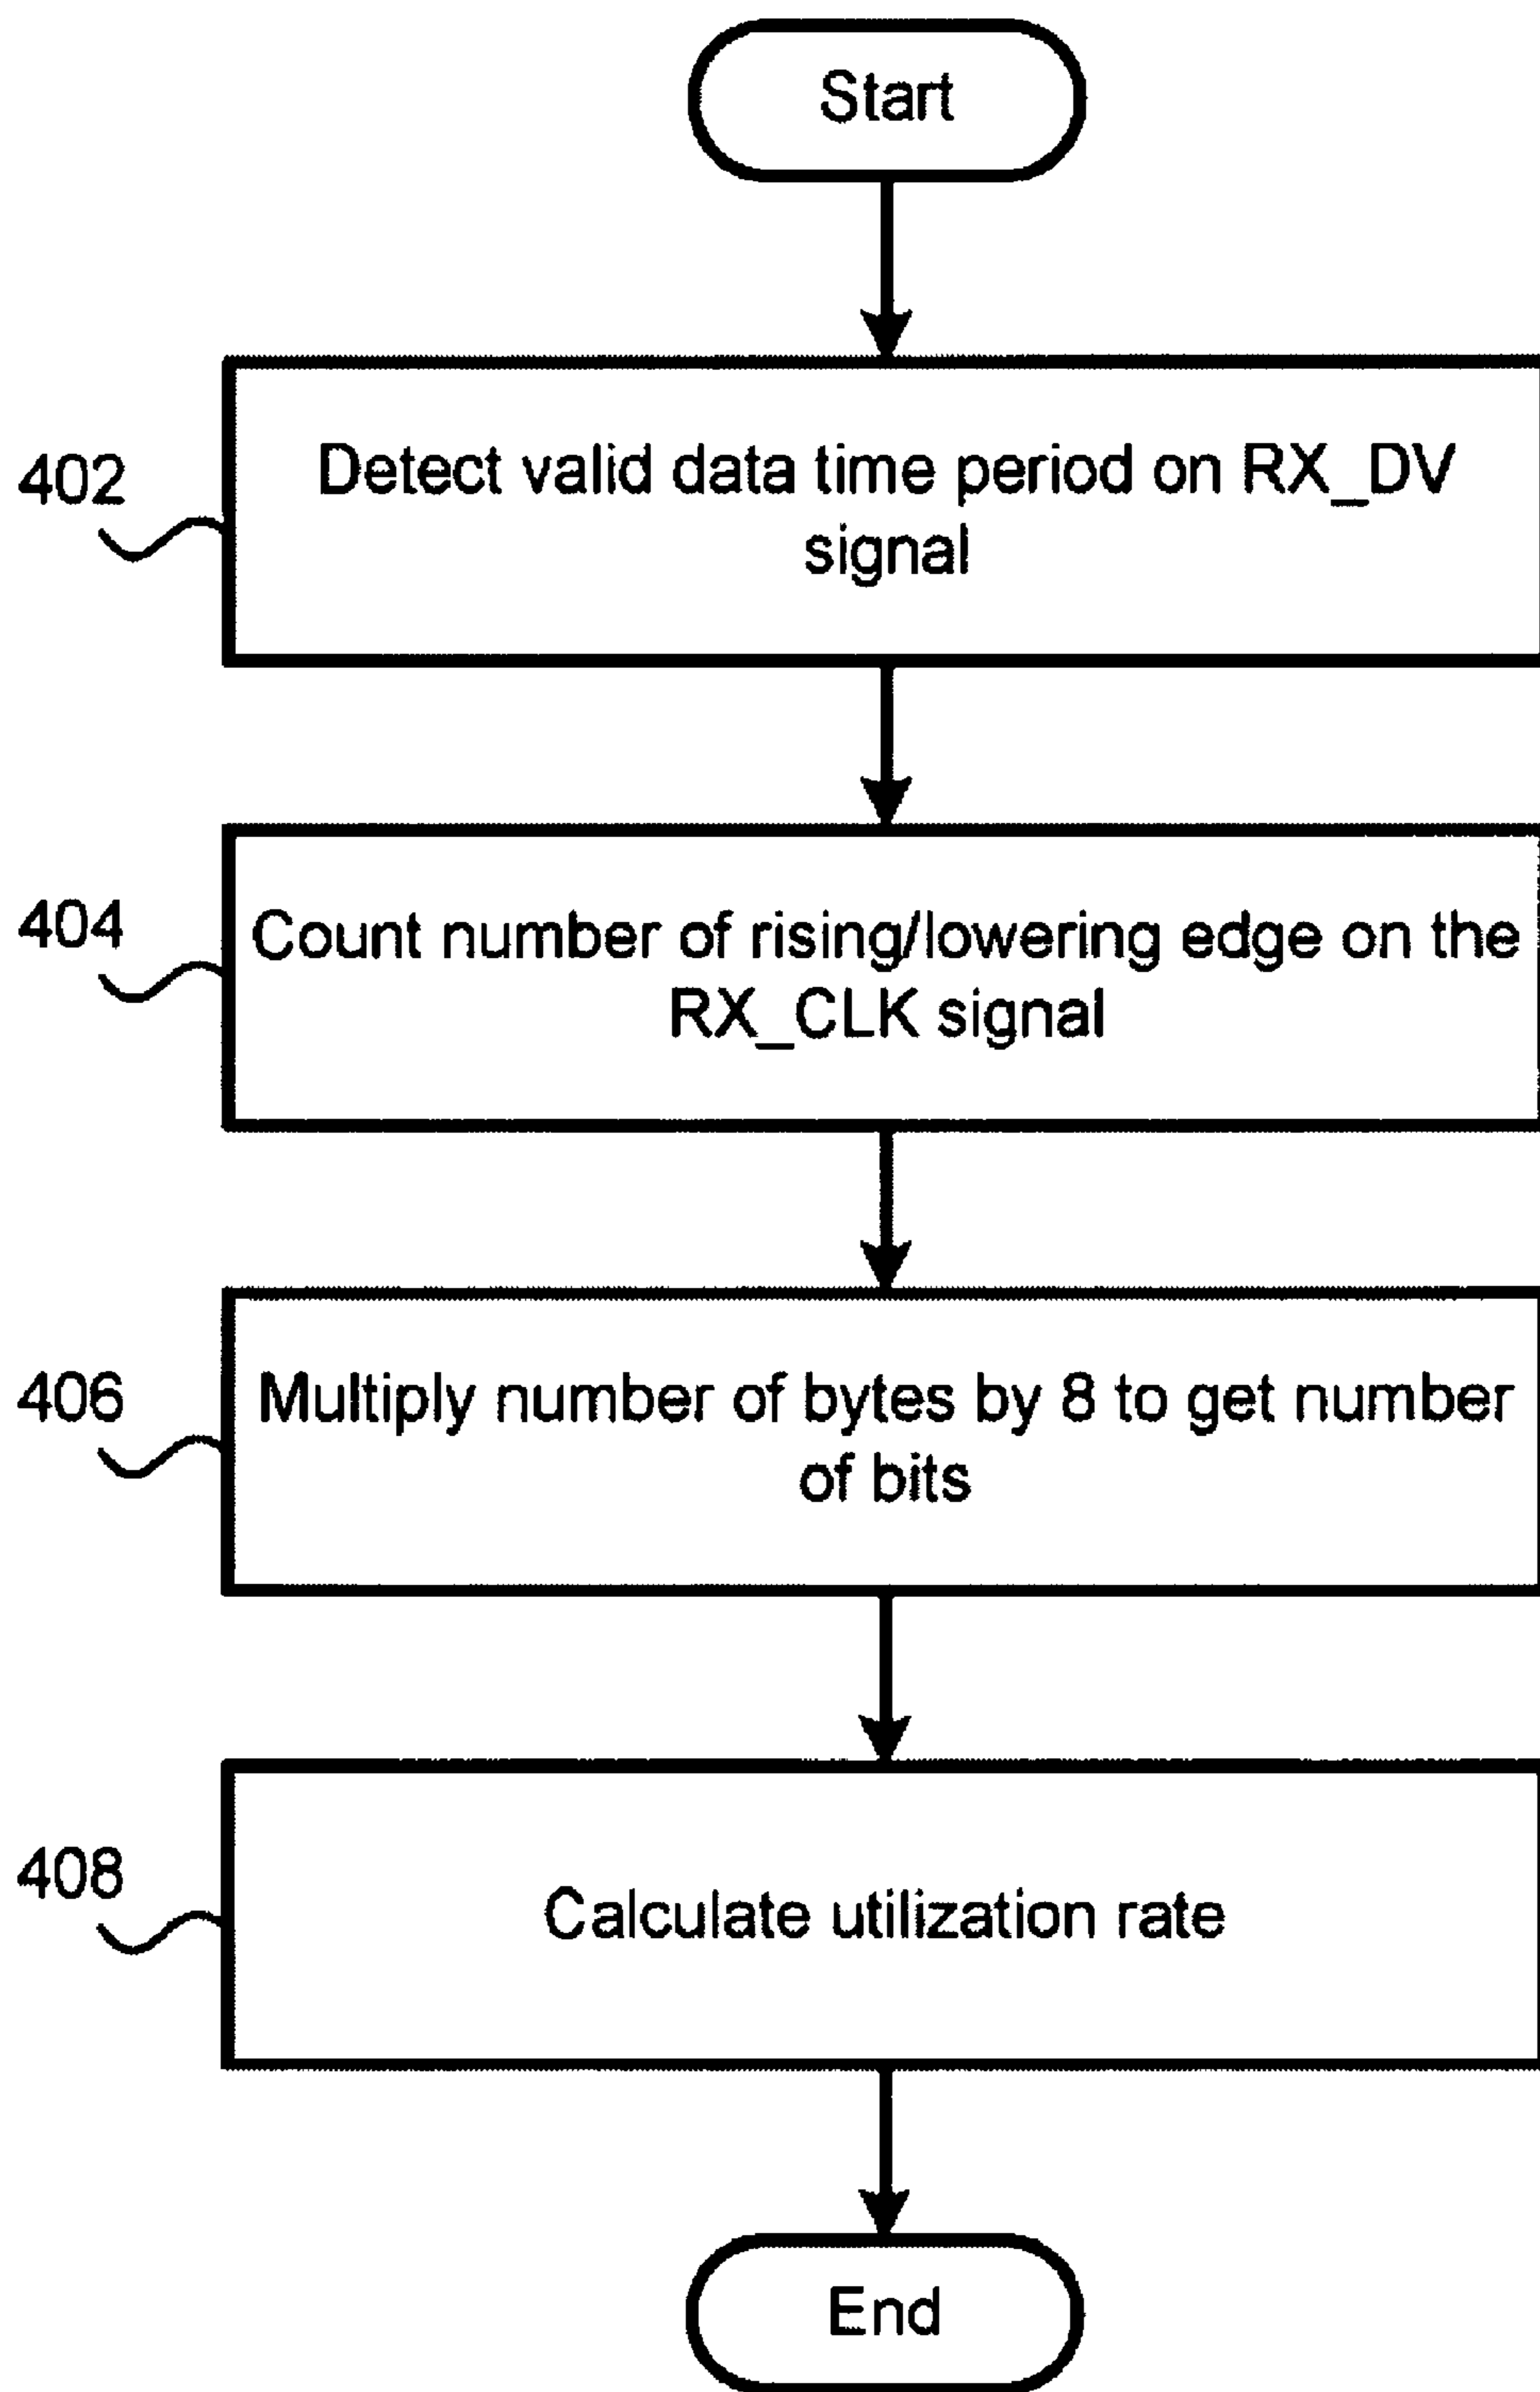 Start
402
Detect valid data time period on RX_DV
signal
404
Count number of rising/lowering edge on the
RX_CLK signal
406
Multiply number of bytes by 8 to get number
of bits
408
Calculate utilization rate
End